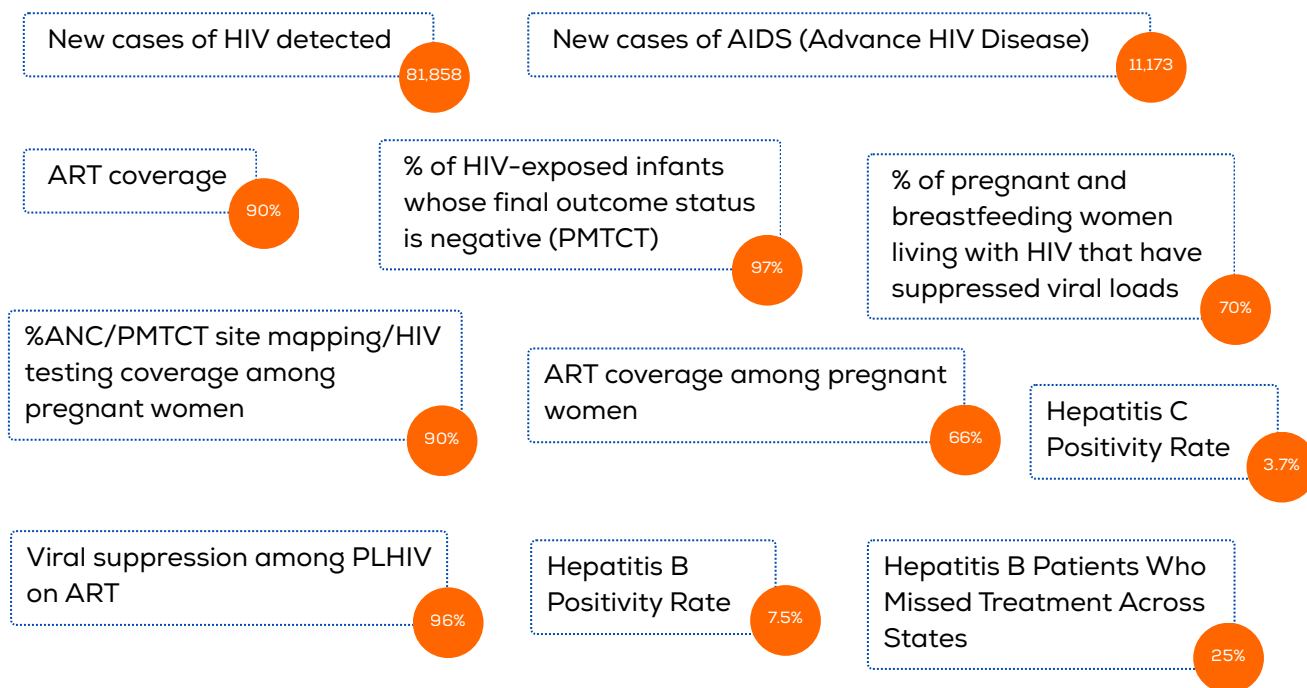 New cases of HIV detected
81,858
New cases of AIDS (Advance HIV Disease)
11,173
ART coverage
90%
% of HIV-exposed infants
whose final outcome status
is negative (PMTCT)
97%
% of pregnant and
breastfeeding women
living with HIV that have
suppressed viral loads
70%
%ANC/PMTCT site mapping/HIV
testing coverage among
pregnant women
90%
ART coverage among pregnant
women
66%
Hepatitis C
Positivity Rate
3.7%
Viral suppression among PLHIV
on ART
96%
Hepatitis B
Positivity Rate
7.5%
Hepatitis B Patients Who
Missed Treatment Across
States
25%